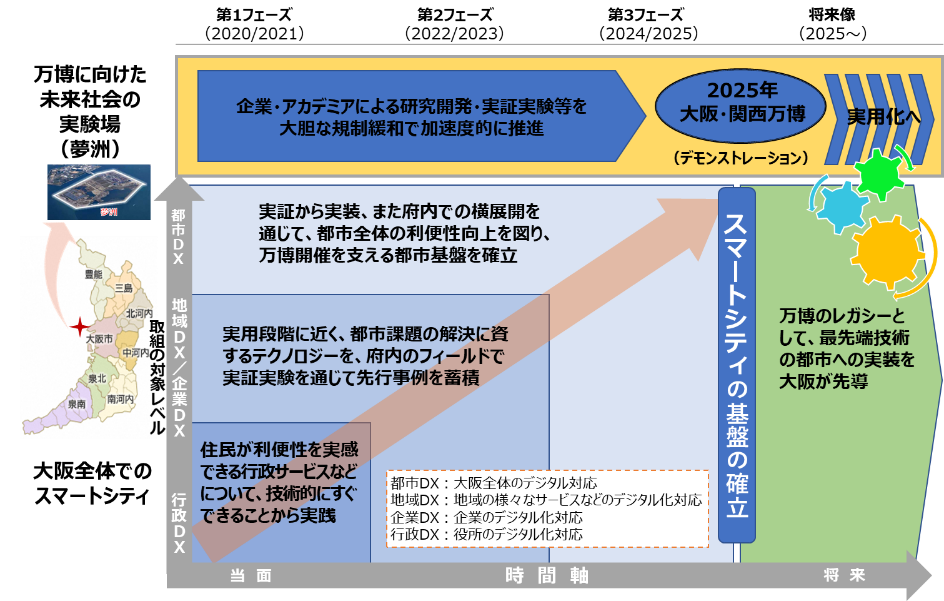 第1フェーズ
（2020/2021）
第2フェーズ
（2022/2023）
第3フェーズ
（2024/2025）
将来像
（2025～）
万博に向けた
未来社会の
実験場
（夢洲）
企業・アカデミアによる研究開発・実証実験等を
大胆な規制緩和で加速度的に推進
2025年
大阪・関西万博
（デモンストレーション）
実用化へ
夢洲
都市DX
実証から実装、また府内での横展開を
通じて、都市全体の利便性向上を図り、
万博開催を支える都市基盤を確立
豊能
三島
北河内
大阪市
中河内
泉北
南河内
泉南
取組の対象レベル
地域DX／企業DX
実用段階に近く、都市課題の解決に資
するテクノロジーを、府内のフィールドで
実証実験を通じて先行事例を蓄積
スマートシティの基盤の確立
万博のレガシーと
して、最先端技術
の都市への実装を
大阪が先導
大阪全体での
スマートシティ
行政DX
住民が利便性を実感
できる行政サービスなど
について、技術的にすぐ
できることから実践
都市DX：大阪全体のデジタル対応
地域DX：地域の様々なサービスなどのデジタル化対応
企業DX：企業のデジタル化対応
行政DX：役所のデジタル化対応
当面
時間軸
将来